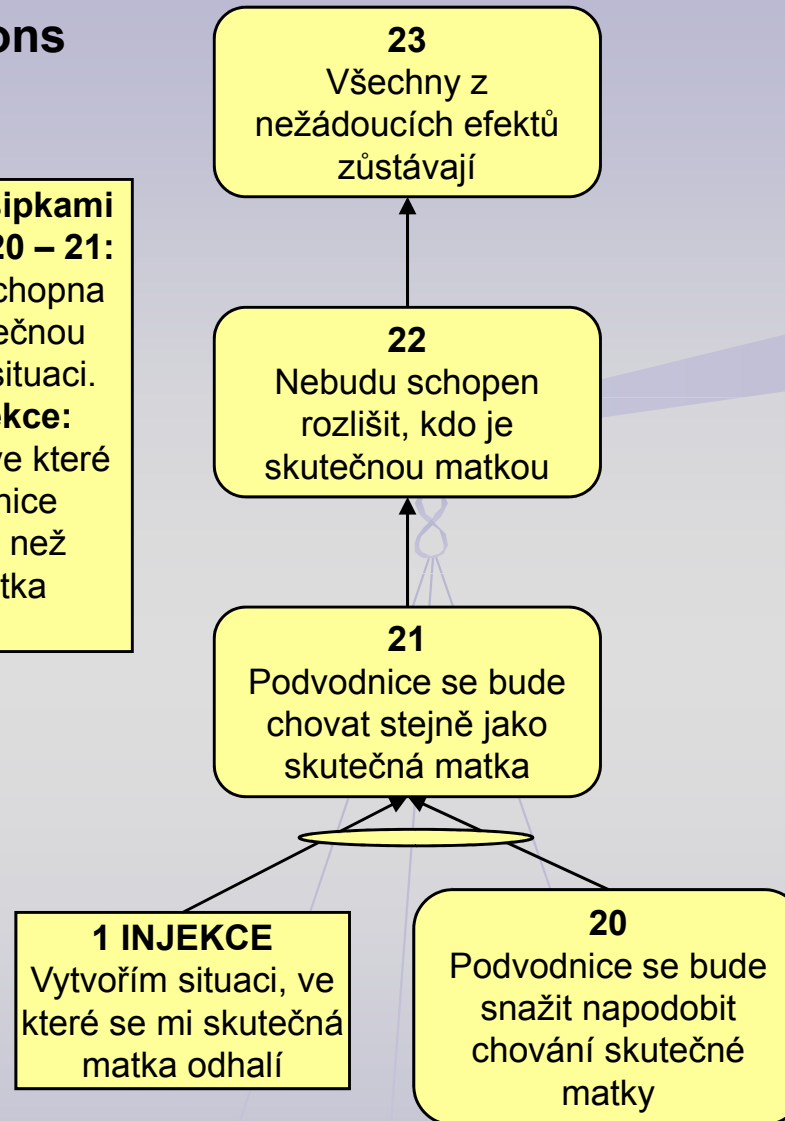 ons
23
Všechny z
nežádoucích efektů
zůstávají
šipkami
20 – 21:
chopna
tečnou
situaci.
kce:
ve které
nice
než
tka
22
Nebudu schopen
rozlišit, kdo je
skutečnou matkou
21
Podvodnice se bude
chovat stejně jako
skutečná matka
1 INJEKCE
Vytvořím situaci, ve
které se mi skutečná
matka odhalí
20
Podvodnice se bude
snažit napodobit
chování skutečné
matky